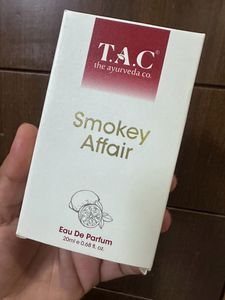 T.A.C®
the ayurveda co.
Smokey
Affair
Eau De Parfum
20ml e 0.68 fl. oz.